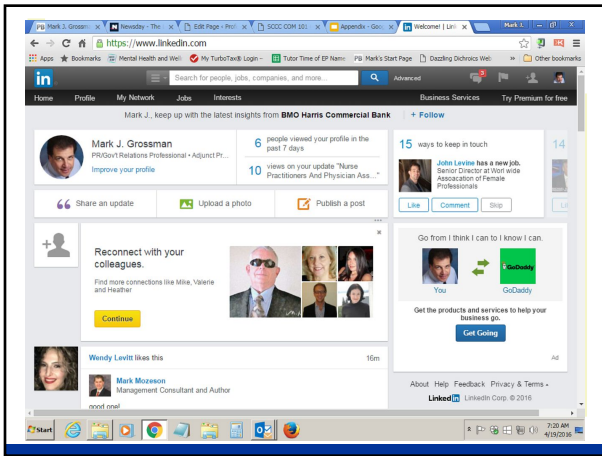 PB Mark J. Grossm
Newsday - The
Edit Page - Prof
SCCC COM 101
Appendix - Goo
Welcome! | Link
Mark J.
https://www.linkedin.com
Apps
Bookmarks
Mental Health and Well
My TurboTax® Login –
Tutor Time of EP Name
PB Mark's Start Page
Dazzling Dichroics Web
»
Other bookmarks
in
Search for people, jobs, companies, and more...
Advanced
3
Home Profile My Network Jobs Interests Business Services Try Premium for free
Mark J., keep up with the latest insights from BMO Harris Commercial Bank + Follow
Mark J. Grossman
PR/Gov't Relations Professional • Adjunct Pr...
Improve your profile
6 people viewed your profile in the
past 7 days
10 views on your update "Nurse
Practitioners And Physician Ass..."
15 ways to keep in touch
14
John Levine has a new job.
Senior Director at Worl wide
Assoacation of Female
Professionals
Like Comment Skip
Share an update
Upload a photo
Publish a post
Reconnect with your
colleagues.
Find more connections like Mike, Valerie
and Heather
Continue
Go from I think I can to I know I can.
GoDaddy
You GoDaddy
Get the products and services to help your
business go.
Get Going
Ad
Wendy Levitt likes this 16m
Mark Mozeson
Management Consultant and Author
good one!
About Help Feedback Privacy & Terms
Linked in LinkedIn Corp. © 2016
Start
7:20 AM
4/19/2016